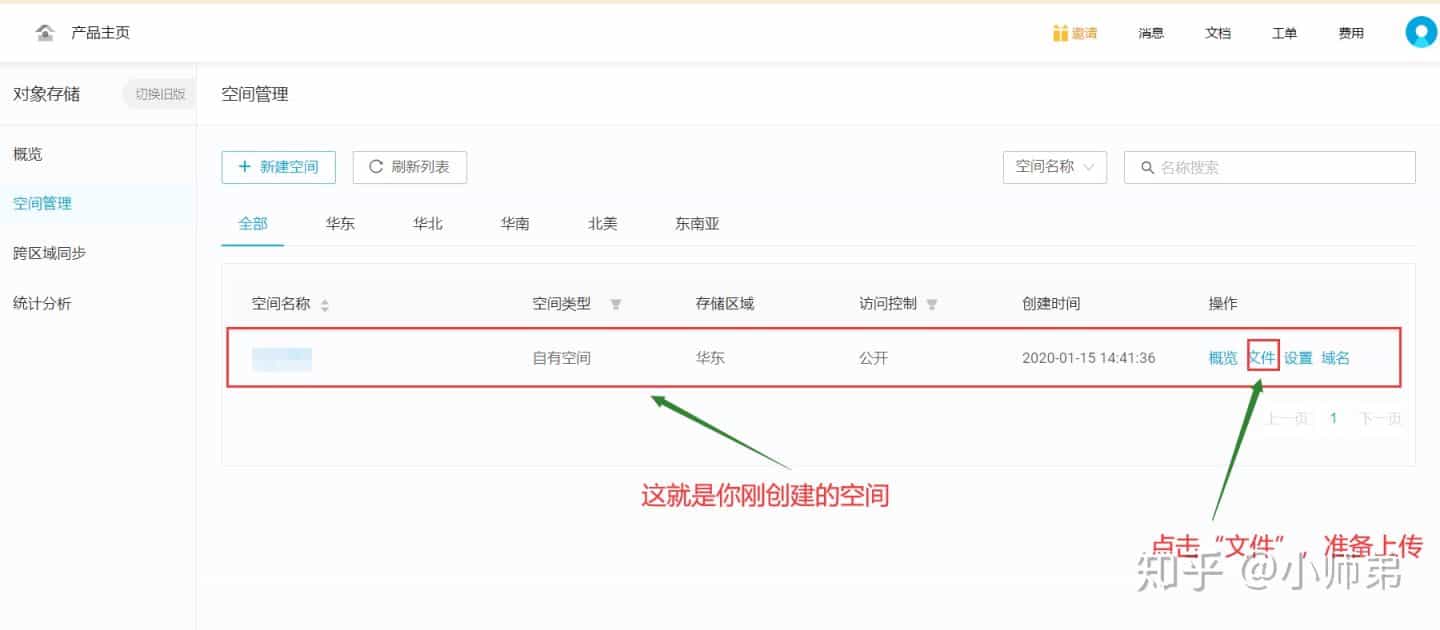 产品主页 邀请 消息 文档 工单 费用
对象存储 切换旧版 空间管理
概览
空间管理
跨区域同步
统计分析
新建空间 刷新列表 空间名称 名称搜索
全部 华东 华北 华南 北美 东南亚
空间名称 空间类型 存储区域 访问控制 创建时间 操作
自有空间 华东 公开 2020-01-15 14:41:36 概览 文件 设置 域名
上一页 1 下一页
这就是你刚创建的空间
点击“文件”，准备上传
知乎 @小师弟